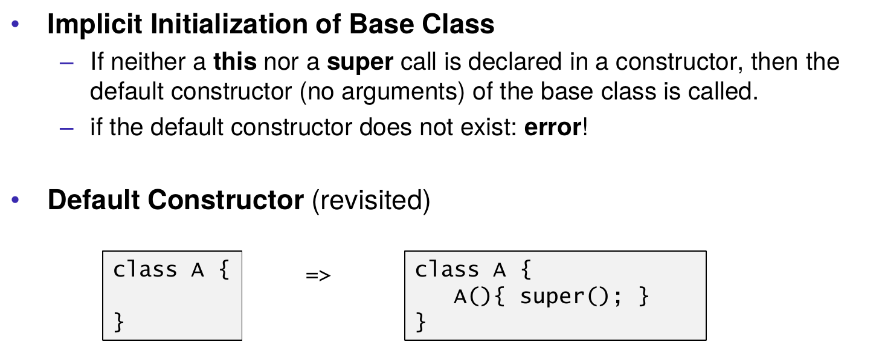 • Implicit Initialization of Base Class
– If neither a this nor a super call is declared in a constructor, then the
default constructor (no arguments) of the base class is called.
– if the default constructor does not exist: error!
• Default Constructor (revisited)
class A {
}
=>
class A {
A(){ super(); }
}